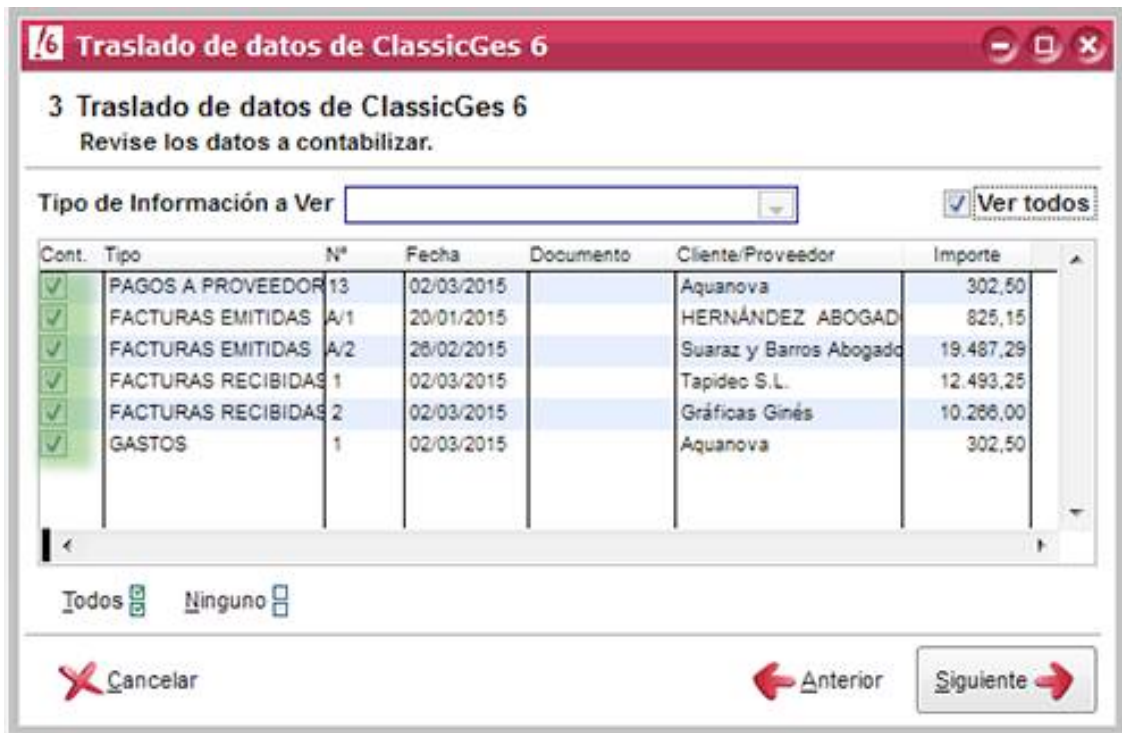 !6 Traslado de datos de ClassicGes 6
3 Traslado de datos de ClassicGes 6
Revise los datos a contabilizar.
Tipo de Información a Ver Ver todos
Cont. Tipo Nª Fecha Documento Cliente/Proveedor Importe
PAGOS A PROVEEDOR 13 02/03/2015 Aquanova 302,50
FACTURAS EMITIDAS A/1 20/01/2015 HERNÁNDEZ ABOGAD 825,15
FACTURAS EMITIDAS A/2 26/02/2015 Suaraz y Barros Abogado 19.487,29
FACTURAS RECIBIDAS 1 02/03/2015 Tapidec S.L. 12.493,25
FACTURAS RECIBIDAS 2 02/03/2015 Gráficas Ginés 10.266,00
GASTOS 1 02/03/2015 Aquanova 302,50
Todos Ninguno
Cancelar Anterior Siguiente